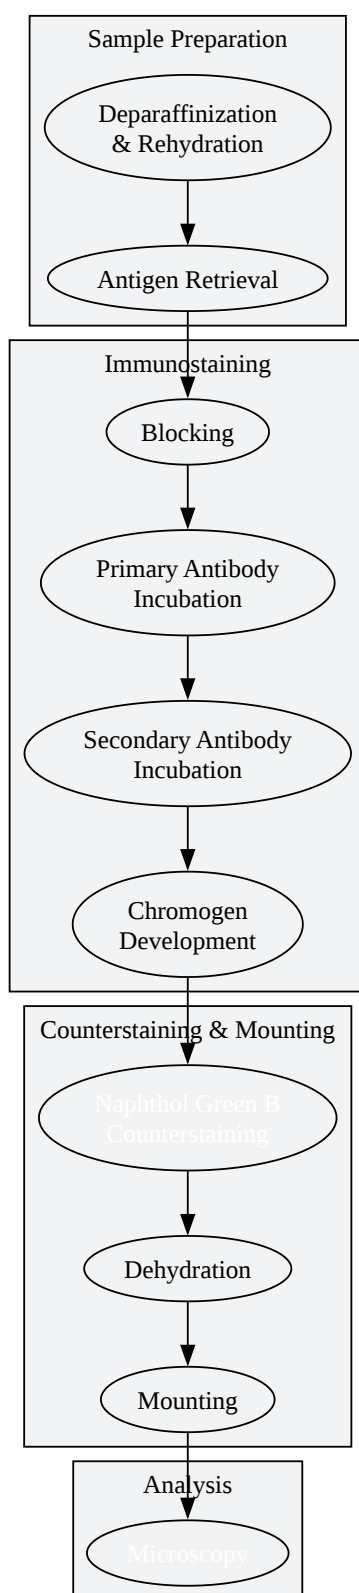 Sample Preparation
Deparaffinization
& Rehydration
Antigen Retrieval
Immunostaining
Blocking
Primary Antibody
Incubation
Secondary Antibody
Incubation
Chromogen
Development
Counterstaining & Mounting
Naphthol Green B
Counterstaining
Dehydration
Mounting
Analysis
Microscopy